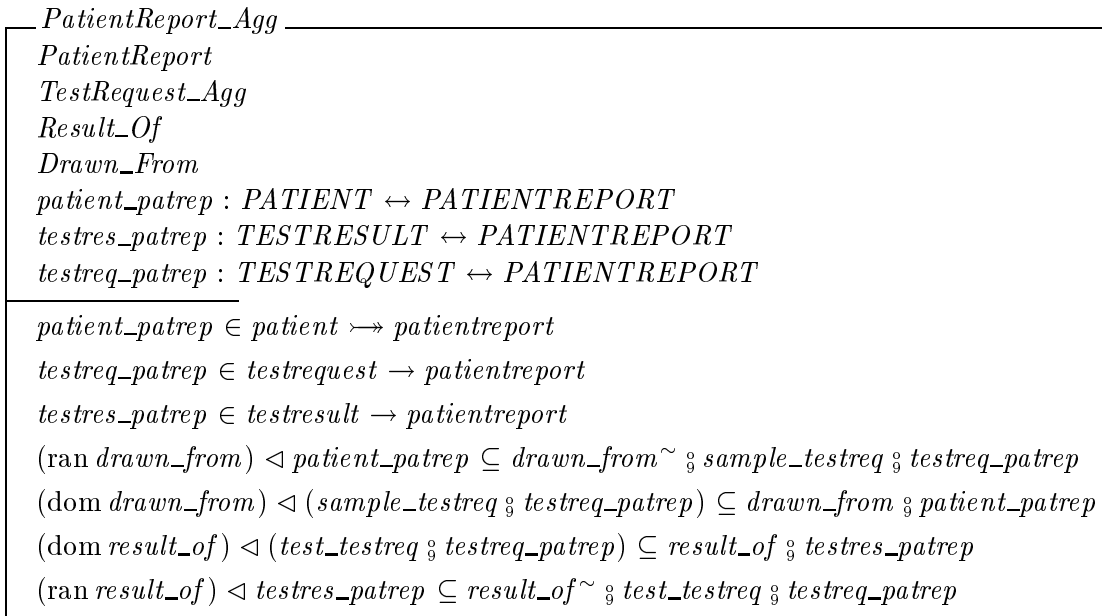 PatientReport_Agg
PatientReport
TestRequest_Agg
Result_Of
Drawn_From
patient_patrep : PATIENT ↔ PATIENTREPORT
testres_patrep : TESTRESULT ↔ PATIENTREPORT
testreq_patrep : TESTREQUEST ↔ PATIENTREPORT
patient_patrep ∈ patient ⤖ patientreport
testreq_patrep ∈ testrequest → patientreport
testres_patrep ∈ testresult → patientreport
(ran drawn_from) ◁ patient_patrep ⊆ drawn_from∼ ⨾ sample_testreq ⨾ testreq_patrep
(dom drawn_from) ◁ (sample_testreq ⨾ testreq_patrep) ⊆ drawn_from ⨾ patient_patrep
(dom result_of) ◁ (test_testreq ⨾ testreq_patrep) ⊆ result_of ⨾ testres_patrep
(ran result_of) ◁ testres_patrep ⊆ result_of∼ ⨾ test_testreq ⨾ testreq_patrep